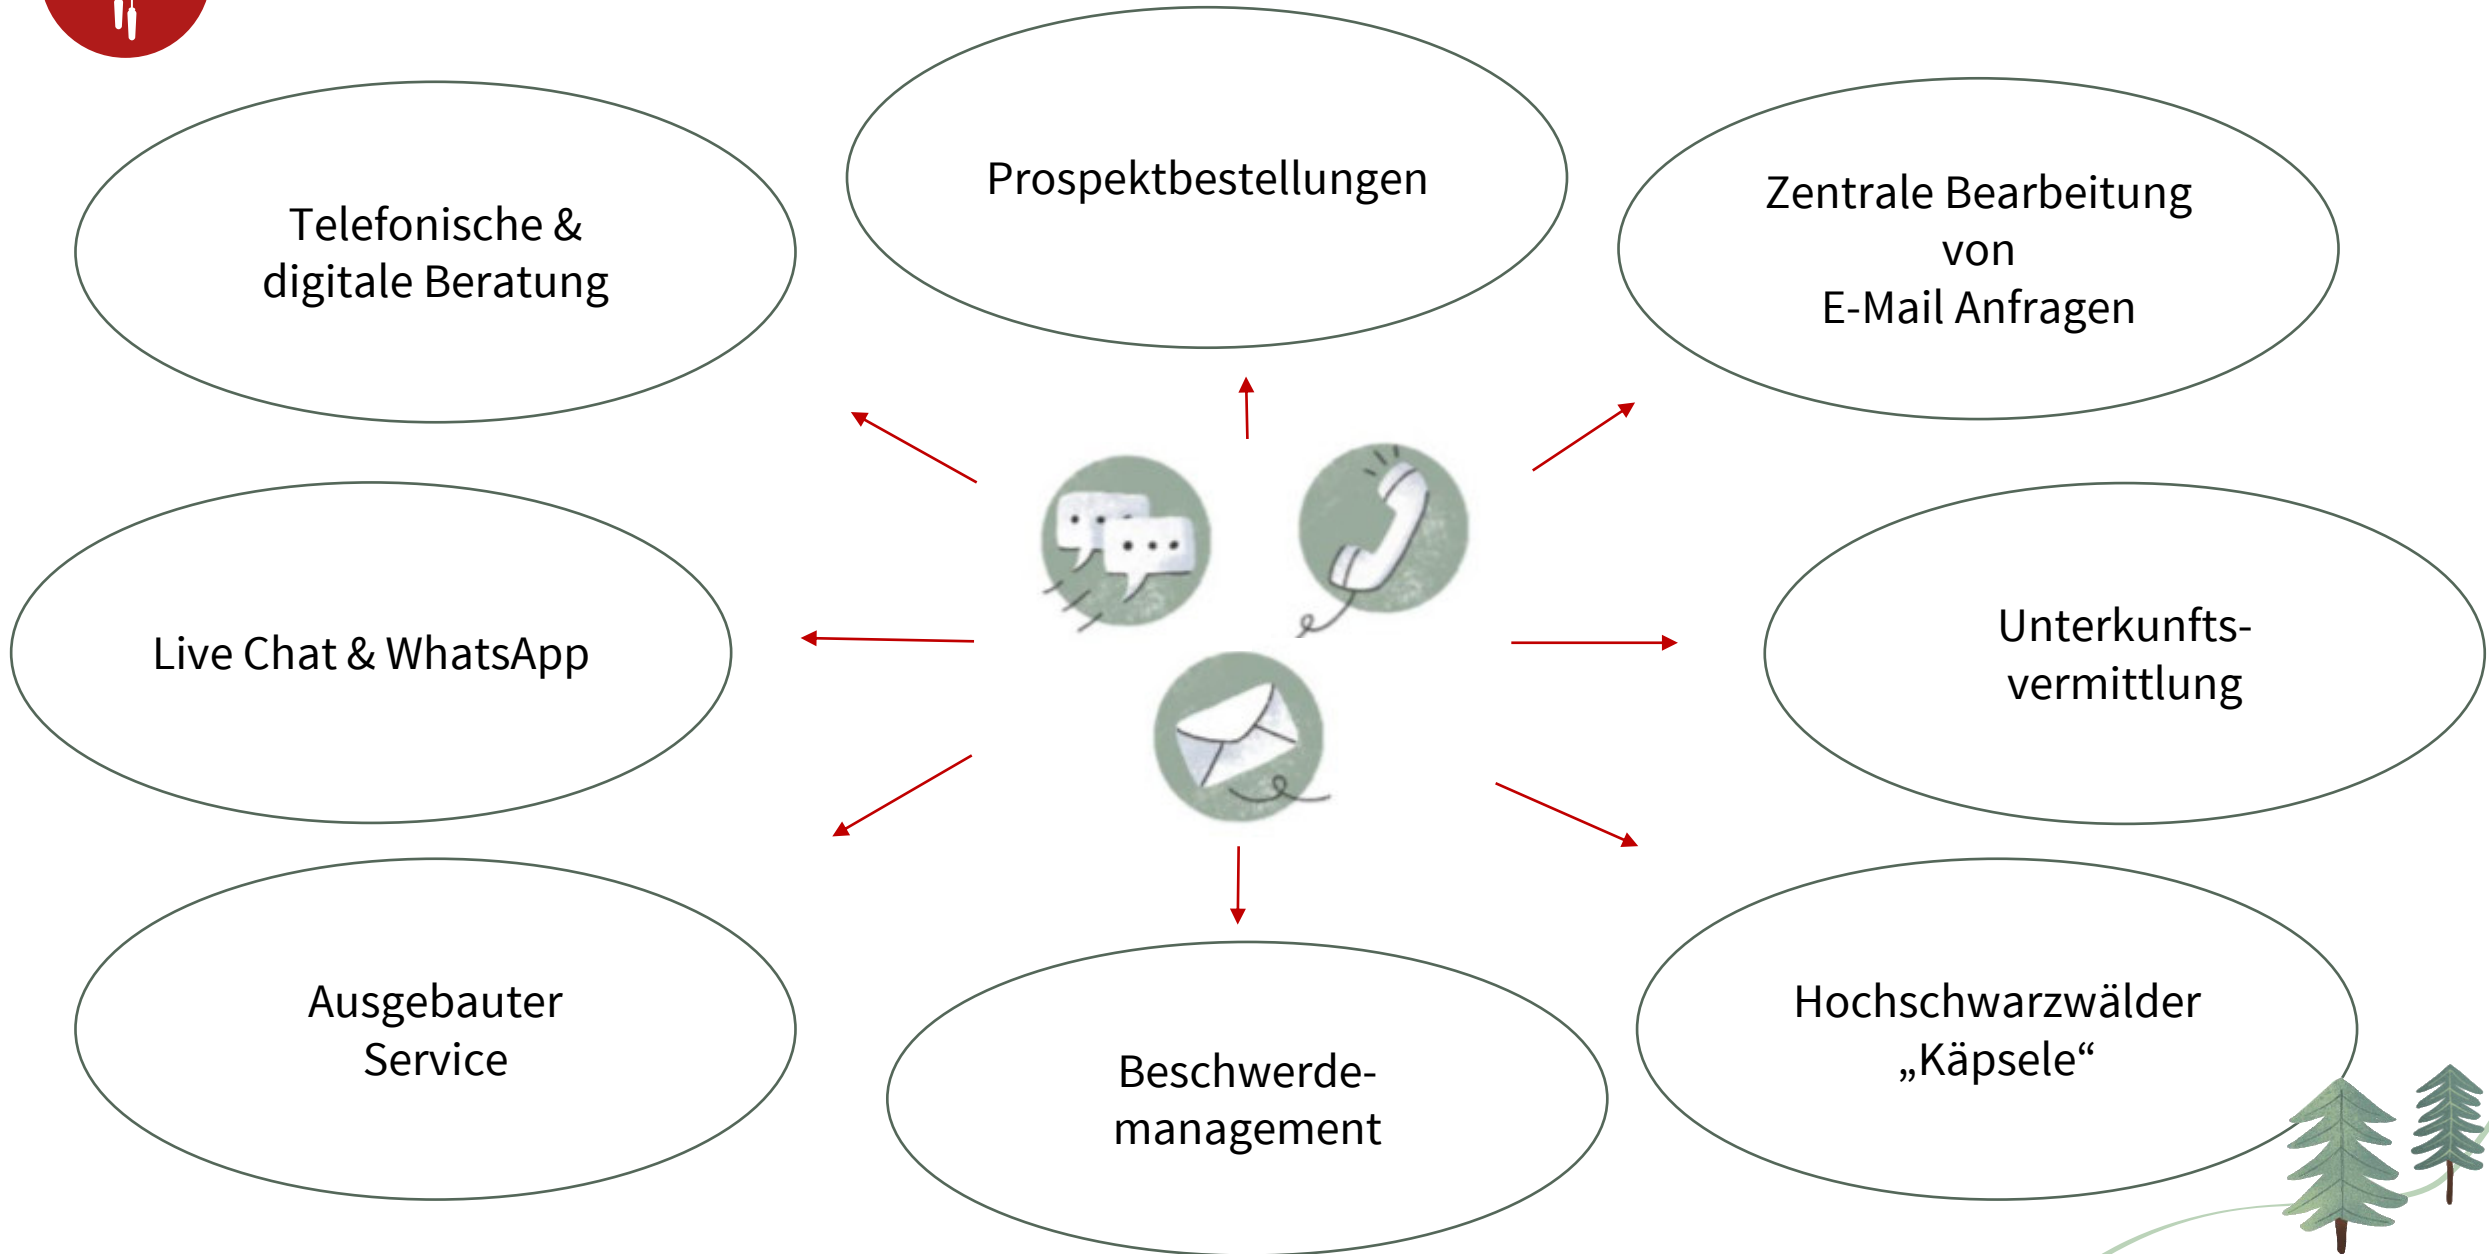 Telefonische &
digitale Beratung
Prospektbestellungen
Zentrale Bearbeitung
von
E-Mail Anfragen
Live Chat & WhatsApp
Unterkunfts-
vermittlung
Ausgebauter
Service
Beschwerde-
management
Hochschwarzwälder
„Käpsele“